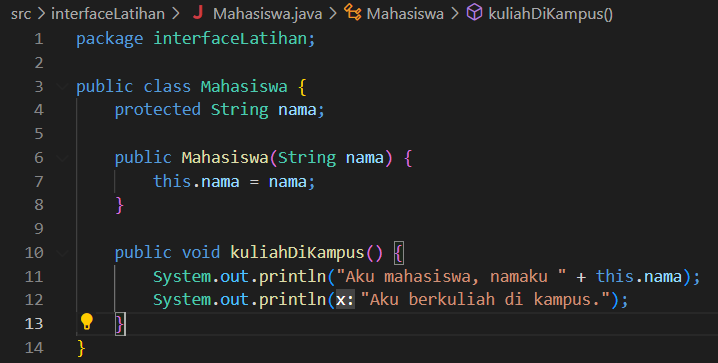 src > interfaceLatihan > J Mahasiswa.java > Mahasiswa > kuliahDiKampus()
1 package interfaceLatihan;
2
3 public class Mahasiswa {
4     protected String nama;
5
6     public Mahasiswa(String nama) {
7         this.nama = nama;
8     }
9
10     public void kuliahDiKampus() {
11         System.out.println("Aku mahasiswa, namaku " + this.nama);
12         System.out.println(x: "Aku berkuliah di kampus.");
13     }
14 }